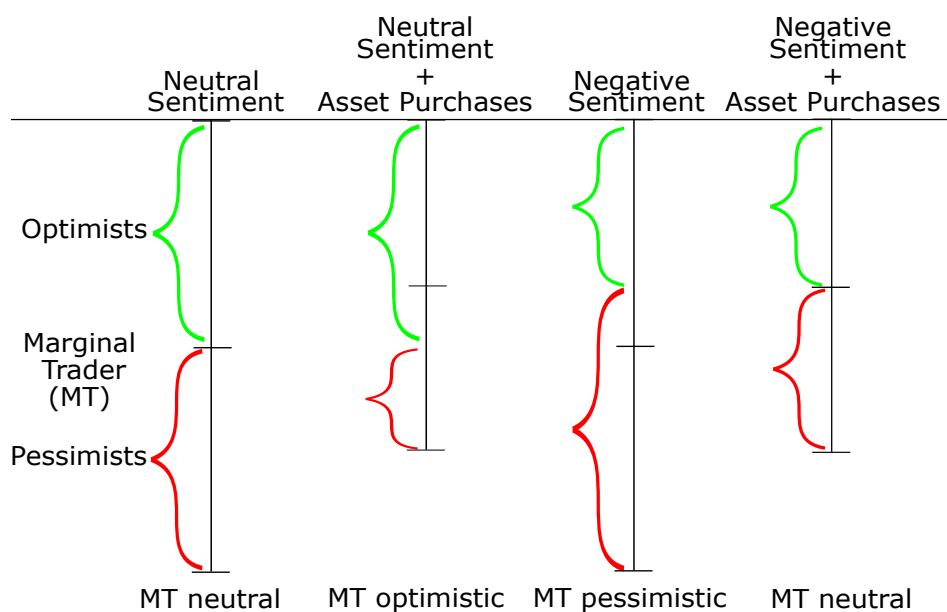 Neutral
Sentiment
Neutral
Sentiment
+
Asset Purchases
Negative
Sentiment
Negative
Sentiment
+
Asset Purchases
Optimists
Marginal
Trader
(MT)
Pessimists
MT neutral
MT optimistic
MT pessimistic
MT neutral